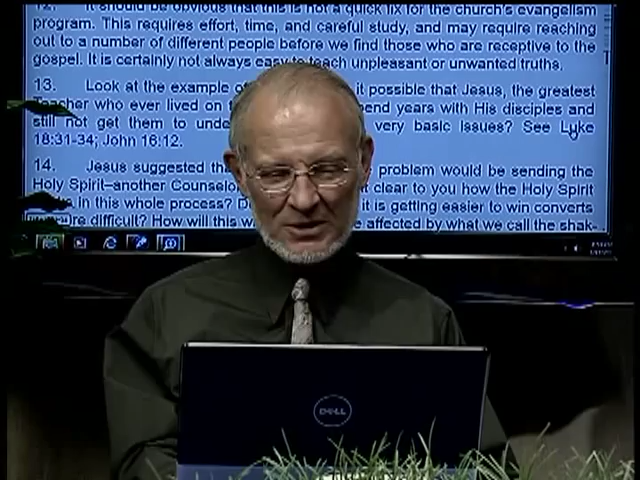 12. It should be obvious that this is not a quick fix for the church's evangelism
program. This requires effort, time, and careful study, and may require reaching
out to a number of different people before we find those who are receptive to the
gospel. It is certainly not always easy to teach unpleasant or unwanted truths.
13. Look at the example of it possible that Jesus, the greatest
who ever lived on end years with His disciples and
still not get them to unde very basic issues? See Luke
18:31-34; John 16:12.
14. Jesus suggested th problem would be sending the
Holy Spirit–another Counselo clear to you how the Holy Spirit
in this whole process? D it is getting easier to win converts
difficult? How will this w affected by what we call the shak-
DELL